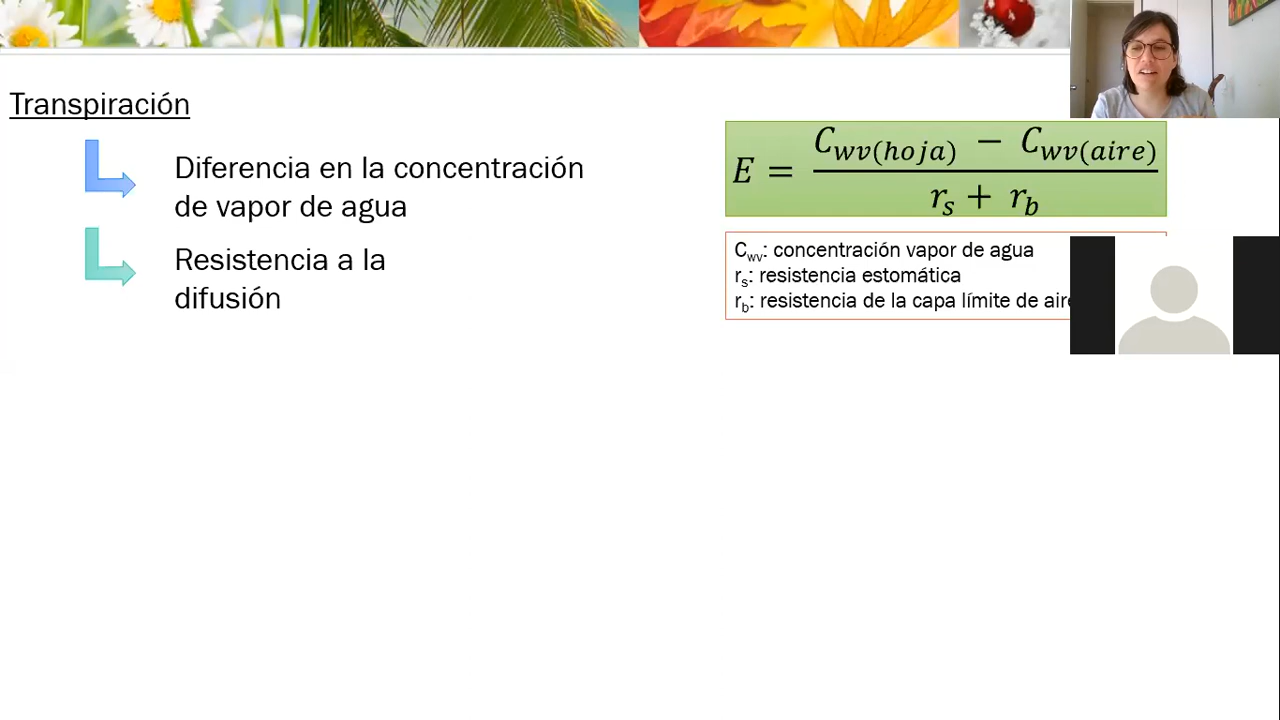 Transpiración
Diferencia en la concentración
de vapor de agua
Resistencia a la
difusión
E = (C_wv(hoja) − C_wv(aire)) / (r_s + r_b)
C_wv: concentración vapor de agua
r_s: resistencia estomática
r_b: resistencia de la capa límite de aire